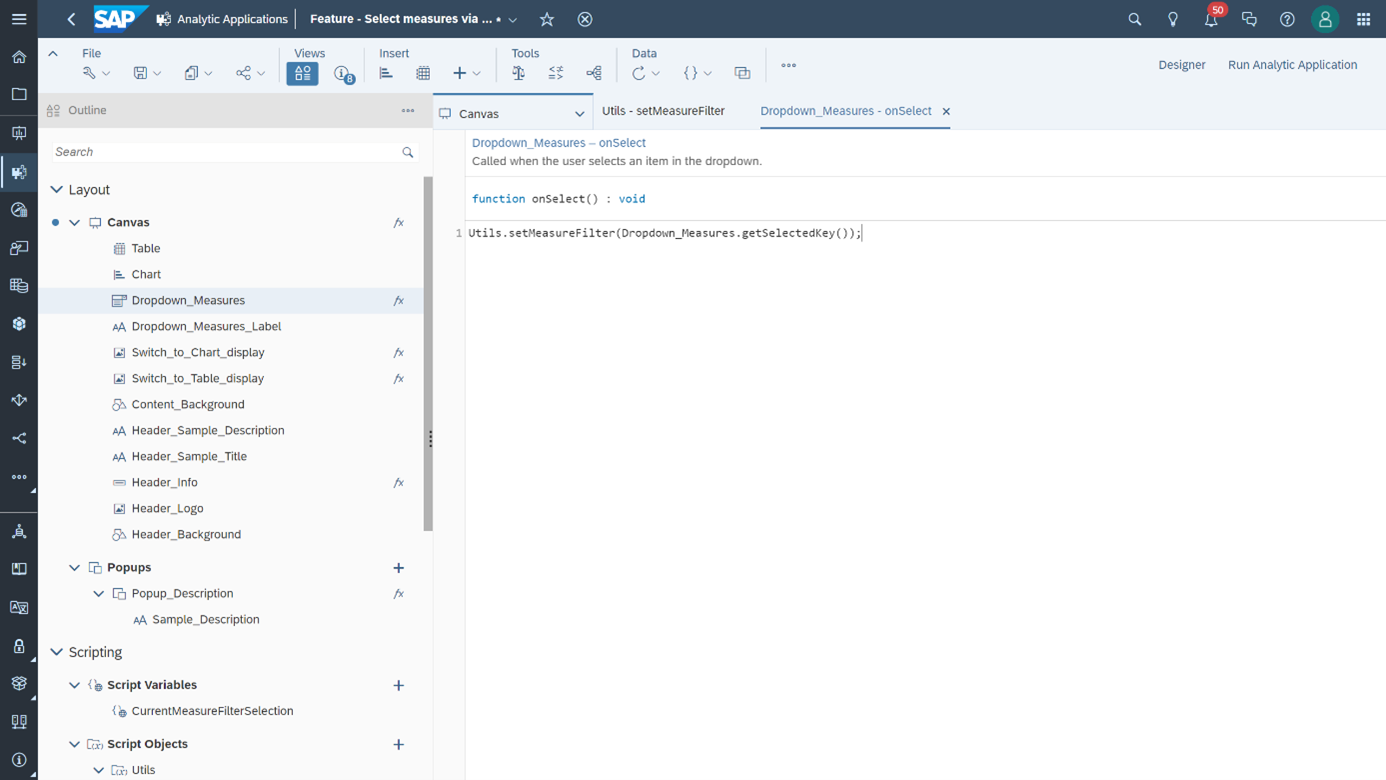 SAP
Analytic Applications
Feature - Select measures via ... •
50
File
Views
Insert
Tools
Data
8
Designer
Run Analytic Application
Outline
Search
Layout
Canvas
fx
Table
Chart
Dropdown_Measures
fx
Dropdown_Measures_Label
Switch_to_Chart_display
fx
Switch_to_Table_display
fx
Content_Background
Header_Sample_Description
Header_Sample_Title
Header_Info
fx
Header_Logo
Header_Background
Popups
Popup_Description
fx
Sample_Description
Scripting
Script Variables
CurrentMeasureFilterSelection
Script Objects
Utils
Canvas
Utils - setMeasureFilter
Dropdown_Measures - onSelect
Dropdown_Measures – onSelect
Called when the user selects an item in the dropdown.
function onSelect() : void
1 Utils.setMeasureFilter(Dropdown_Measures.getSelectedKey());